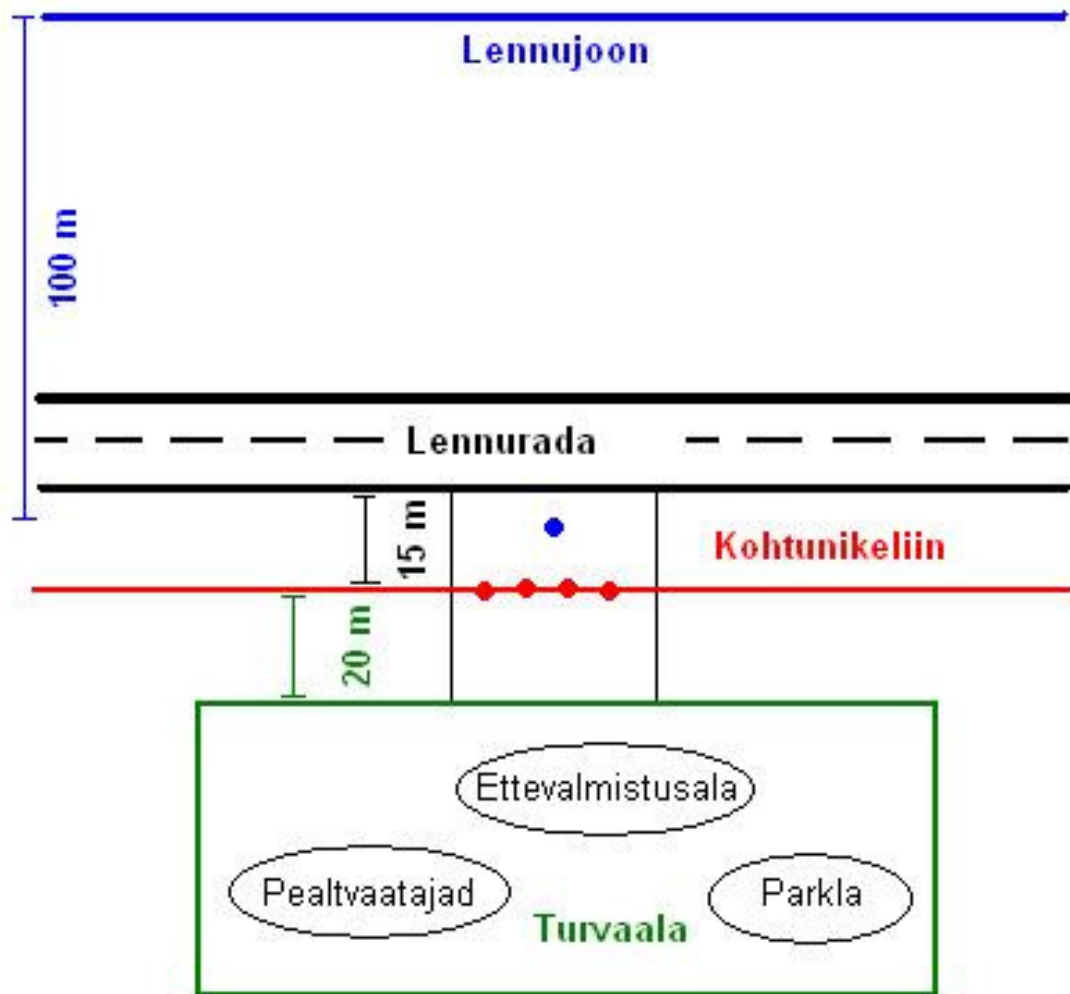 Lennujoon
100 m
Lennurada
15 m
Kohtunikeliin
20 m
Ettevalmistusala
Pealtvaatajad
Parkla
Turvaala